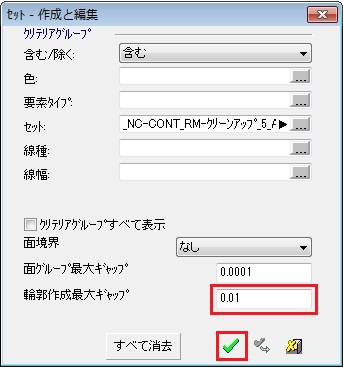 ｾｯﾄ - 作成と編集
ｸﾘﾃﾘｱｸﾞﾙｰﾌﾟ
含む/除く: 含む
色: ...
要素ﾀｲﾌﾟ: ...
ｾｯﾄ: _NC-CONT_RM-ｸﾘｰﾝｱｯﾌﾟ_5_A ...
線種: ...
線幅: ...
ｸﾘﾃﾘｱｸﾞﾙｰﾌﾟすべて表示
面境界 なし
面ｸﾞﾙｰﾌﾟ最大ｷﾞｬｯﾌﾟ 0.0001
輪郭作成最大ｷﾞｬｯﾌﾟ 0.01
すべて消去